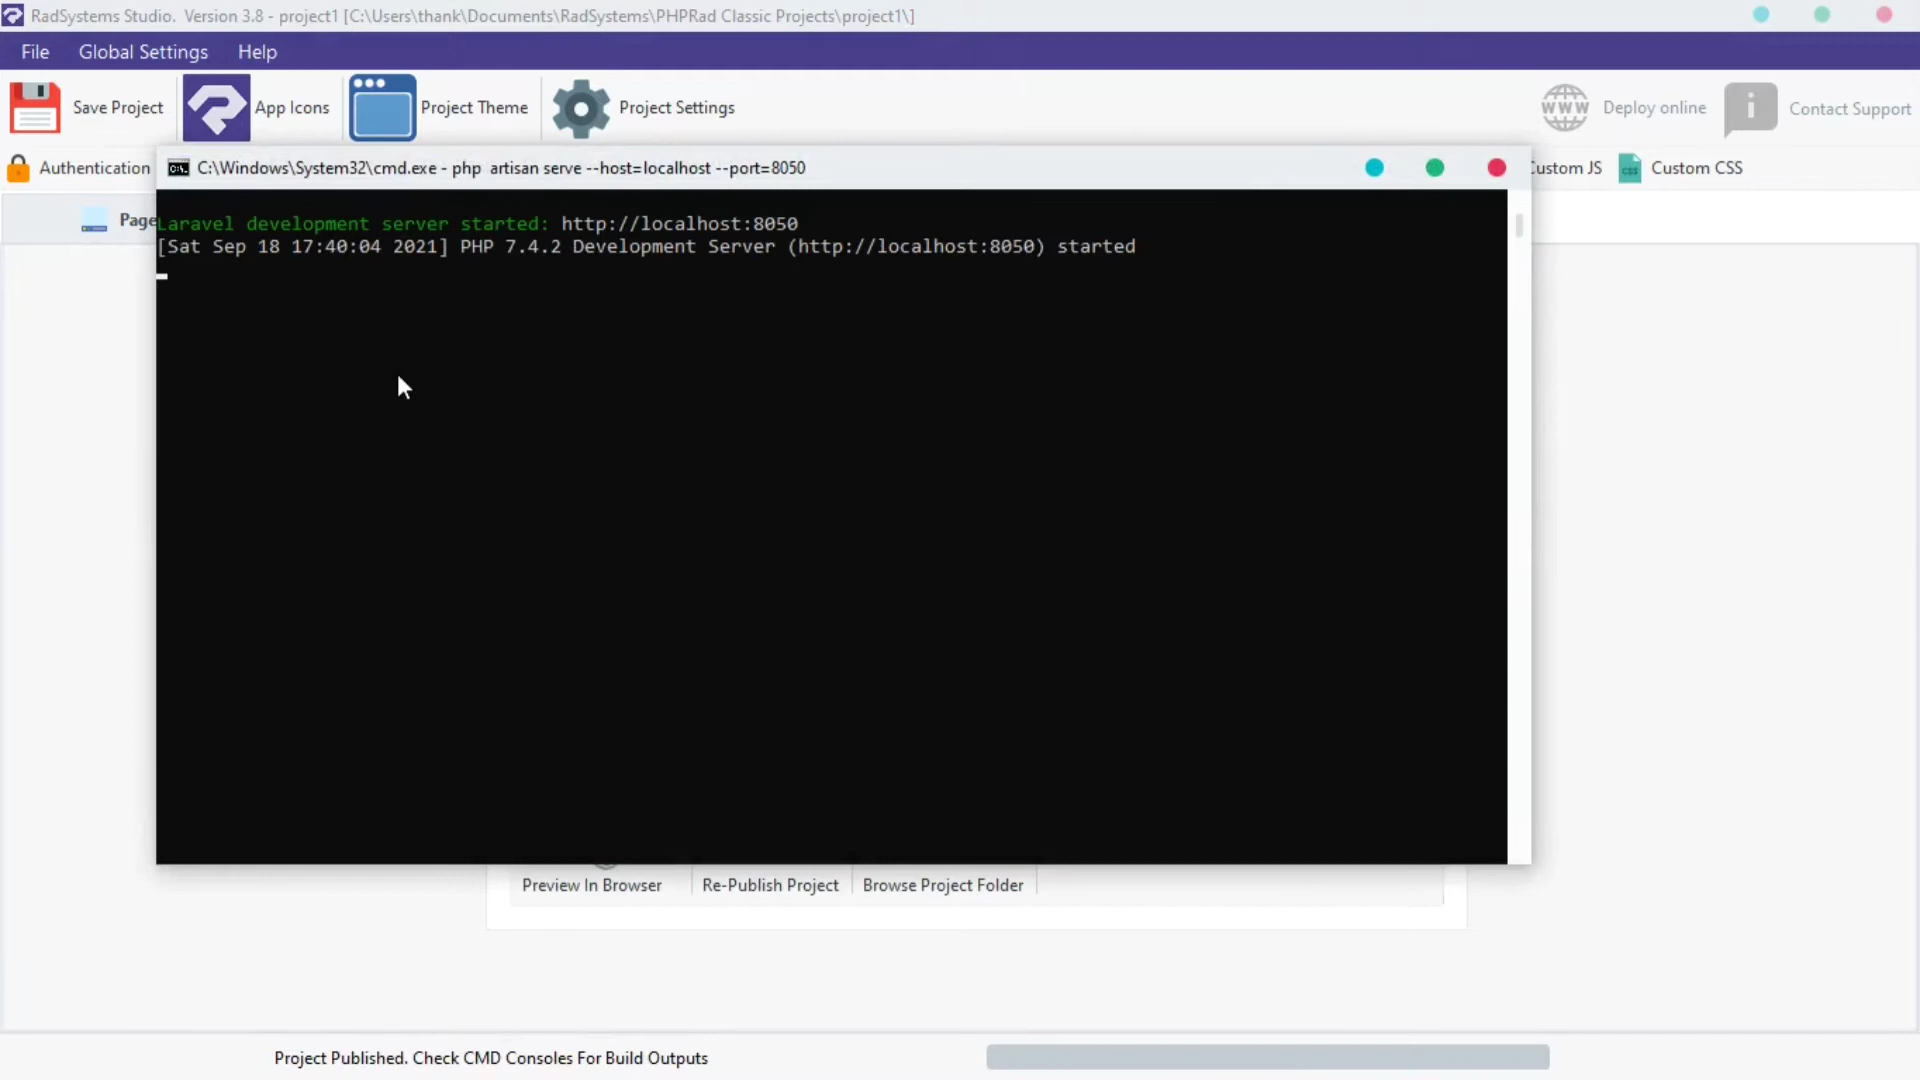 RadSystems Studio. Version 3.8 - project1 [C:\Users\thank\Documents\RadSystems\PHPRad Classic Projects\project1\]
File Global Settings Help
Save Project App Icons Project Theme Project Settings WWW Deploy online i Contact Support
Authentication C:\Windows\System32\cmd.exe - php artisan serve --host=localhost --port=8050 Custom JS css Custom CSS
Page
Laravel development server started: http://localhost:8050
[Sat Sep 18 17:40:04 2021] PHP 7.4.2 Development Server (http://localhost:8050) started
Preview In Browser Re-Publish Project Browse Project Folder
Project Published. Check CMD Consoles For Build Outputs